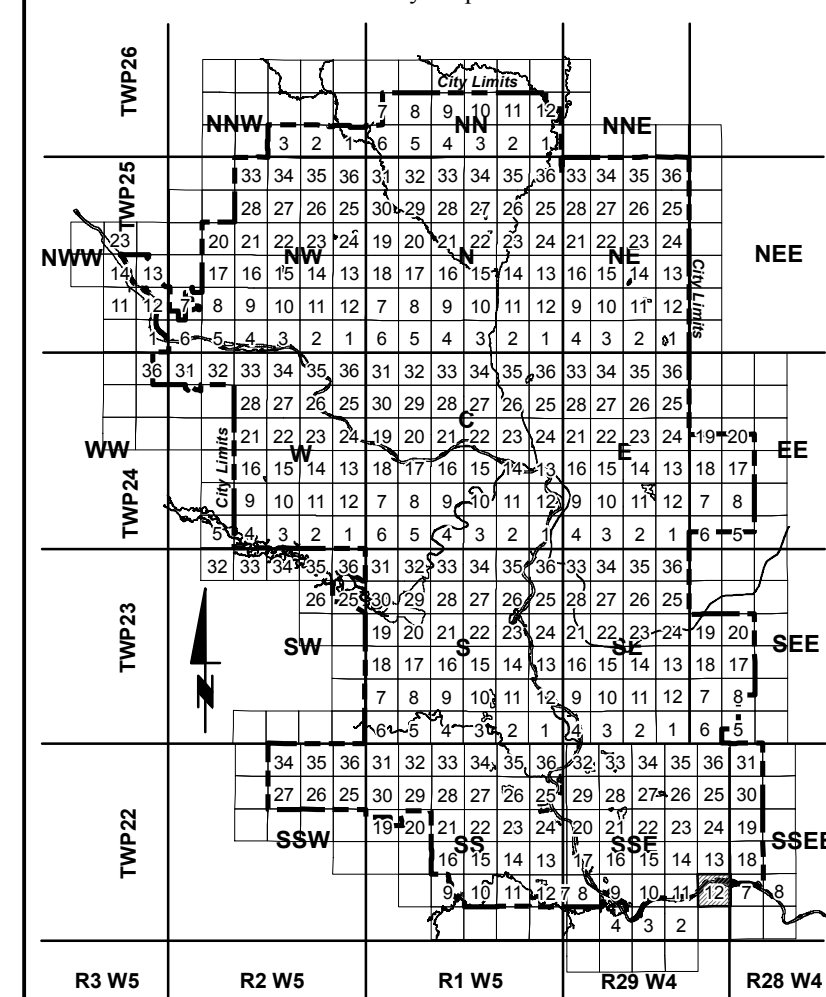 City Limits
TWP26
7 8 9 10 11 12
NNW NN NNE
3 2 1 6 5 4 3 2 1
TWP25
33 34 35 36 31 32 33 34 35 36 33 34 35 36
28 27 26 25 30 29 28 27 26 25 28 27 26 25
23 20 21 22 23 24 19 20 21 22 23 24 21 22 23 24
NWW NW N NE NEE
14 13 17 16 15 14 13 18 17 16 15 14 13 16 15 14 13
City Limits
11 12 7 8 9 10 11 12 7 8 9 10 11 12 9 10 11 12
1 6 5 4 3 2 1 6 5 4 3 2 1 4 3 2 1
36 31 32 33 34 35 36 31 32 33 34 35 36 33 34 35 36
28 27 26 25 30 29 28 27 26 25 28 27 26 25
C
21 22 23 24 19 20 21 22 23 24 21 22 23 24 19 20
WW W E EE
City Limits
16 15 14 13 18 17 16 15 14 13 16 15 14 13 18 17
TWP24
9 10 11 12 7 8 9 10 11 12 9 10 11 12 7 8
5 4 3 2 1 6 5 4 3 2 1 4 3 2 1 6 5
32 33 34 35 36 31 32 33 34 35 36 33 34 35 36
26 25 30 29 28 27 26 25 28 27 26 25
TWP23
19 20 21 22 23 24 21 22 23 24 19 20
SW S SE SEE
18 17 16 15 14 13 16 15 14 13 18 17
N
7 8 9 10 11 12 9 10 11 12 7 8
6 5 4 3 2 1 4 3 2 1 6 5
34 35 36 31 32 33 34 35 36 32 33 34 35 36 31
27 26 25 30 29 28 27 26 25 29 28 27 26 25 30
19 20 21 22 23 24 20 21 22 23 24 19
SSW SS SSE SSEE
TWP22
16 15 14 13 17 16 15 14 13 18
9 10 11 12 7 8 9 10 11 12 7 8
4 3 2
R3 W5 R2 W5 R1 W5 R29 W4 R28 W4